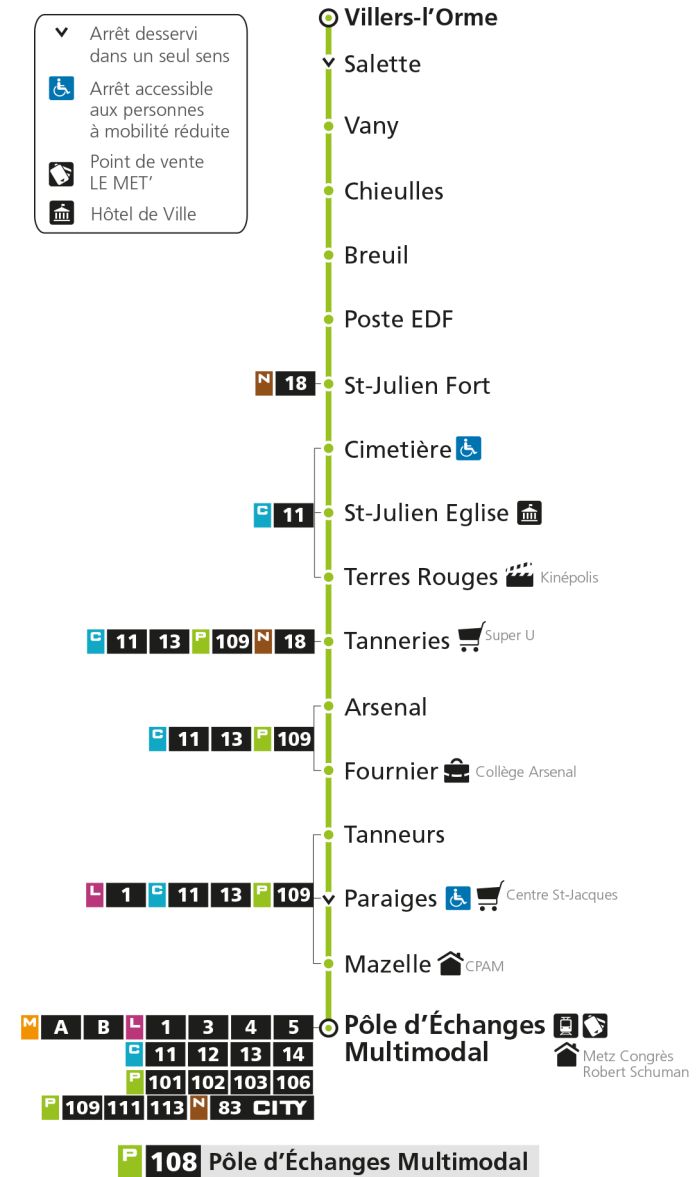 Arrêt desservi
dans un seul sens
Arrêt accessible
aux personnes
à mobilité réduite
Point de vente
LE MET’
Hôtel de Ville
Villers-l’Orme
Salette
Vany
Chieulles
Breuil
Poste EDF
N 18 St-Julien Fort
Cimetière
C 11 St-Julien Eglise
Terres Rouges Kinépolis
C 11 13 P 109 N 18 Tanneries Super U
Arsenal
C 11 13 P 109
Fournier Collège Arsenal
Tanneurs
L 1 C 11 13 P 109 Paraiges Centre St-Jacques
Mazelle CPAM
M A B L 1 3 4 5 Pôle d’Échanges
C 11 12 13 14 Multimodal Metz Congrès
Robert Schuman
P 101 102 103 106
P 109 111 113 N 83 CITY
P 108 Pôle d’Échanges Multimodal